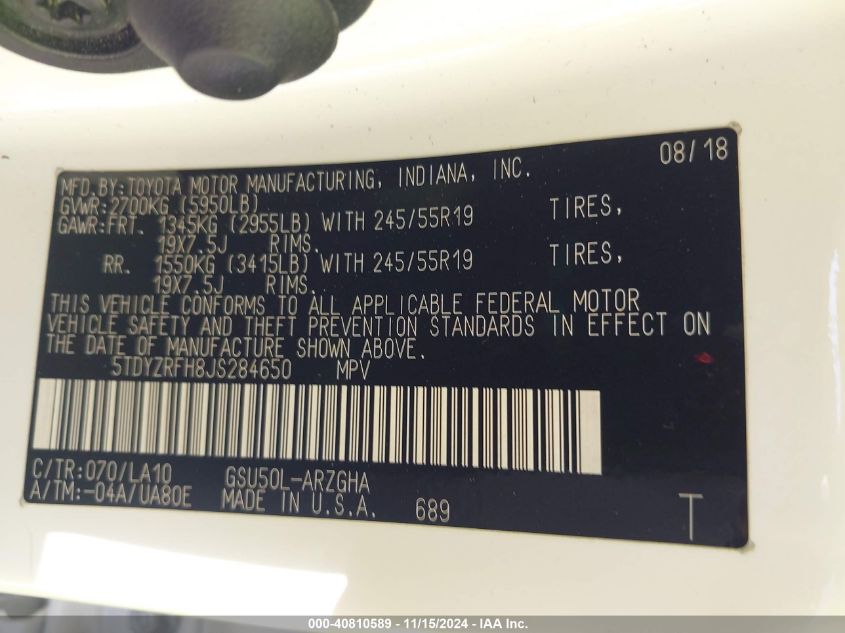 08/18
MFD.BY:TOYOTA MOTOR MANUFACTURING, INDIANA, INC.
GVWR:2700KG (5950LB)
GAWR:FRT. 1345KG (2955LB) WITH 245/55R19 TIRES,
19X7.5J RIMS.
RR. 1550KG (3415LB) WITH 245/55R19 TIRES,
19X7.5J RIMS.
THIS VEHICLE CONFORMS TO ALL APPLICABLE FEDERAL MOTOR
VEHICLE SAFETY AND THEFT PREVENTION STANDARDS IN EFFECT ON
THE DATE OF MANUFACTURE SHOWN ABOVE.
5TDYZRFH8JS284650 MPV
C/TR:070/LA10 GSU50L-ARZGHA
A/TM:-04A/UA80E MADE IN U.S.A. 689 T
000-40810589 - 11/15/2024 - IAA Inc.